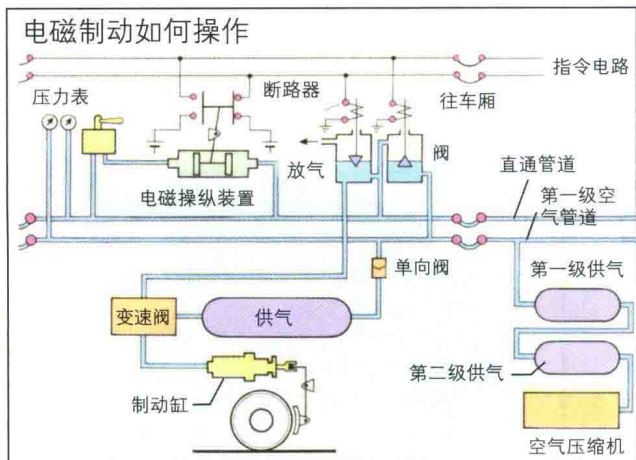 电磁制动如何操作
指令电路
断路器
往车厢
压力表
放气
阀
电磁操纵装置
直通管道
第一级空
气管道
单向阀
第一级供气
变速阀
供气
第二级供气
制动缸
空气压缩机